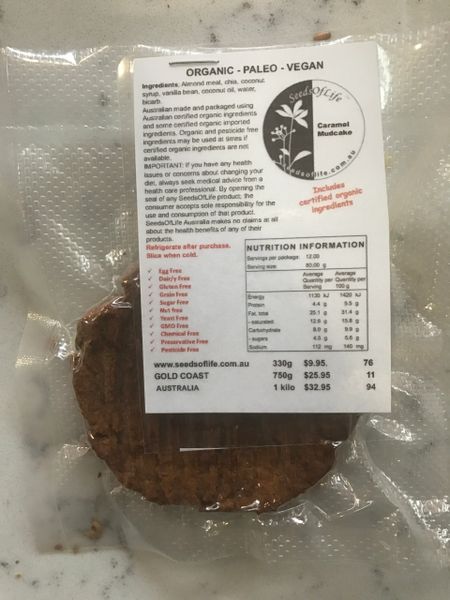 ORGANIC - PALEO - VEGAN
Ingredients: Almond meal, chia, coconut
syrup, vanilla bean, coconut oil, water,
bicarb.
Australian made and packaged using
Australian certified organic ingredients
and some certified organic imported
ingredients. Organic and pesticide free
ingredients may be used at times if
certified organic ingredients are not
available.
IMPORTANT: If you have any health
issues or concerns about changing your
diet, always seek medical advice from a
health care professional. By opening the
seal of any SeedsOfLife product; the
consumer accepts sole responsibility for the
use and consumption of that product.
SeedsOfLife Australia makes no claims at all
about the health benefits of any of their
products.
Refrigerate after purchase.
Slice when cold.
✓ Egg Free
✓ Dairy Free
✓ Gluten Free
✓ Grain Free
✓ Sugar Free
✓ Nut free
✓ Yeast Free
✓ GMO Free
✓ Chemical Free
✓ Preservative Free
✓ Pesticide Free
SeedsOfLife
Caramel
Mudcake
seedsoflife.com.au
Includes
certified organic
ingredients
NUTRITION INFORMATION
Servings per package: 12.00
Serving size: 80.00 g
Average Average
Quantity per Quantity per
Serving 100 g
Energy 1130 kJ 1420 kJ
Protein 4.4 g 5.5 g
Fat, total 25.1 g 31.4 g
- saturated 12.6 g 15.8 g
Carbohydrate 8.0 g 9.9 g
- sugars 4.5 g 5.6 g
Sodium 112 mg 140 mg
www.seedsoflife.com.au 330g $9.95. 76
GOLD COAST 750g $25.95 11
AUSTRALIA 1 kilo $32.95 94